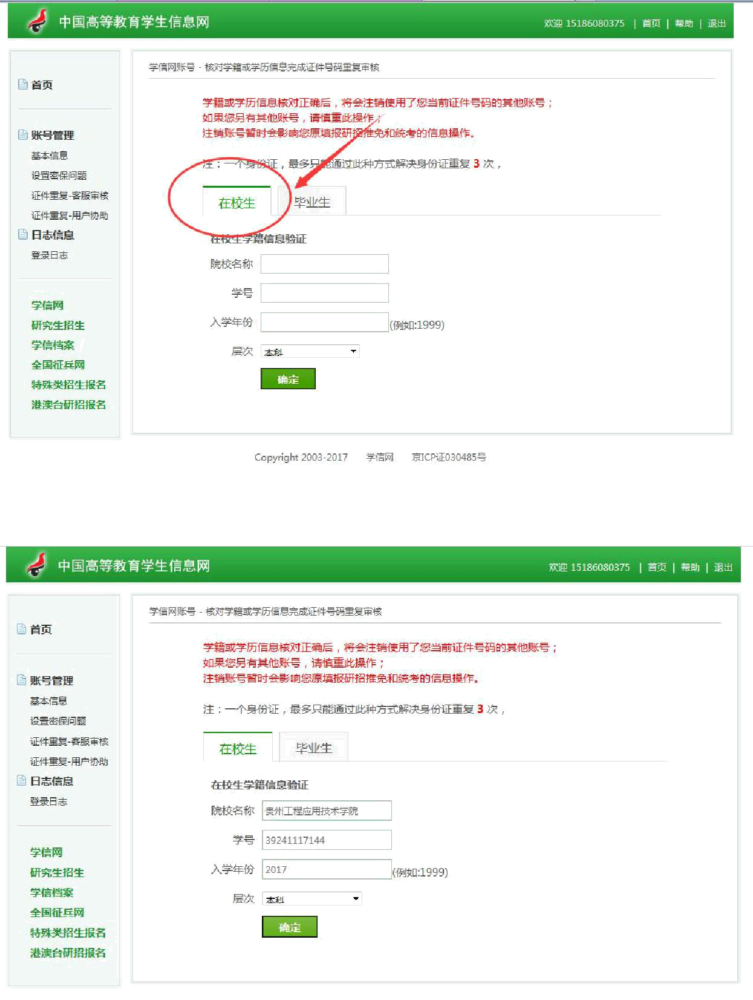 中国高等教育学生信息网
欢迎 15186080375 | 首页 | 帮助 | 退出
首页
账号管理
基本信息
设置密保问题
证件重复-客服审核
证件重复-用户协助
日志信息
登录日志
学信网
研究生招生
学信档案
全国征兵网
特殊类招生报名
港澳台研招报名
学信网账号 - 核对学籍或学历信息完成证件号码重复审核
学籍或学历信息核对正确后，将会注销使用了您当前证件号码的其他账号；
如果您另有其他账号，请慎重此操作；
注销账号暂时会影响您原填报研招推免和统考的信息操作。
注：一个身份证，最多只能通过此种方式解决身份证重复 3 次，
在校生 毕业生
在校生学籍信息验证
院校名称
学号
入学年份 (例如:1999)
层次 本科
确定
Copyright 2003-2017 学信网 京ICP证030485号
中国高等教育学生信息网
欢迎 15186080375 | 首页 | 帮助 | 退出
首页
账号管理
基本信息
设置密保问题
证件重复-客服审核
证件重复-用户协助
日志信息
登录日志
学信网
研究生招生
学信档案
全国征兵网
特殊类招生报名
港澳台研招报名
学信网账号 - 核对学籍或学历信息完成证件号码重复审核
学籍或学历信息核对正确后，将会注销使用了您当前证件号码的其他账号；
如果您另有其他账号，请慎重此操作；
注销账号暂时会影响您原填报研招推免和统考的信息操作。
注：一个身份证，最多只能通过此种方式解决身份证重复 3 次，
在校生 毕业生
在校生学籍信息验证
院校名称 贵州工程应用技术学院
学号 39241117144
入学年份 2017 (例如:1999)
层次 本科
确定